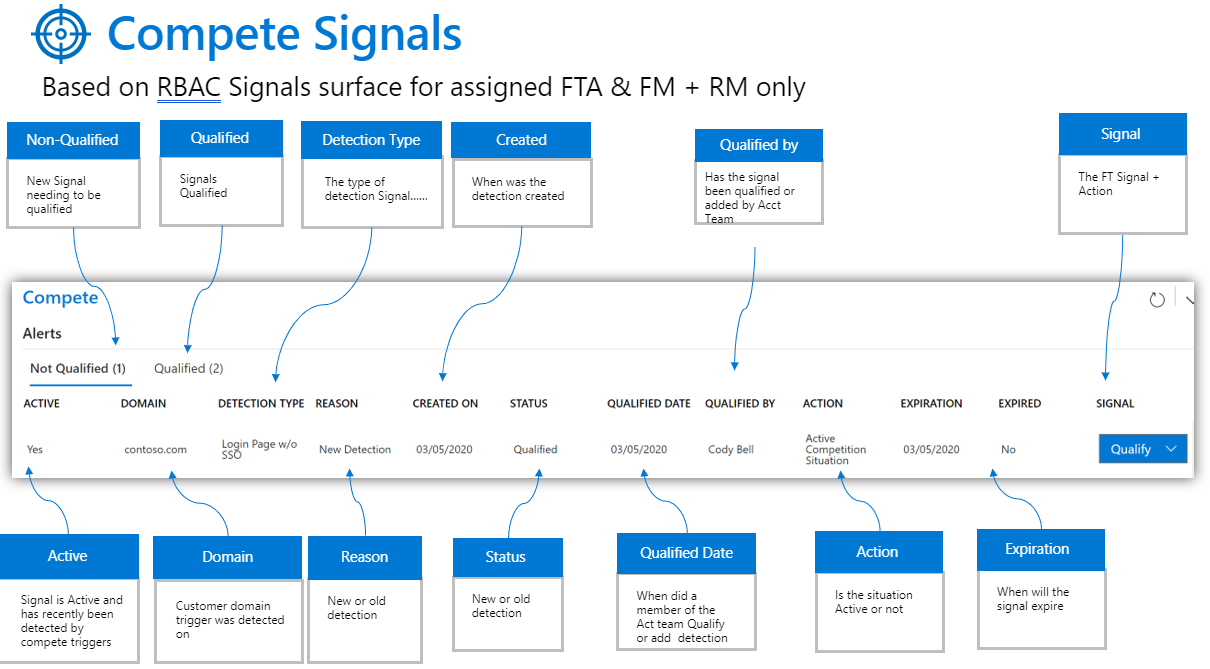 Compete Signals
Based on RBAC Signals surface for assigned FTA & FM + RM only
Non-Qualified
New Signal
needing to be
qualified
Qualified
Signals
Qualified
Detection Type
The type of
detection Signal......
Created
When was the
detection created
Qualified by
Has the signal
been qualified or
added by Acct
Team
Signal
The FT Signal +
Action
Compete
Alerts
Not Qualified (1)
Qualified (2)
ACTIVE DOMAIN DETECTION TYPE REASON CREATED ON STATUS QUALIFIED DATE QUALIFIED BY ACTION EXPIRATION EXPIRED SIGNAL
Yes
contoso.com
Login Page w/o
SSO
New Detection
03/05/2020
Qualified
03/05/2020
Cody Bell
Active
Competition
Situation
03/05/2020
No
Qualify
Active
Signal is Active and
has recently been
detected by
compete triggers
Domain
Customer domain
trigger was detected
on
Reason
New or old
detection
Status
New or old
detection
Qualified Date
When did a
member of the
Act team Qualify
or add detection
Action
Is the situation
Active or not
Expiration
When will the
signal expire